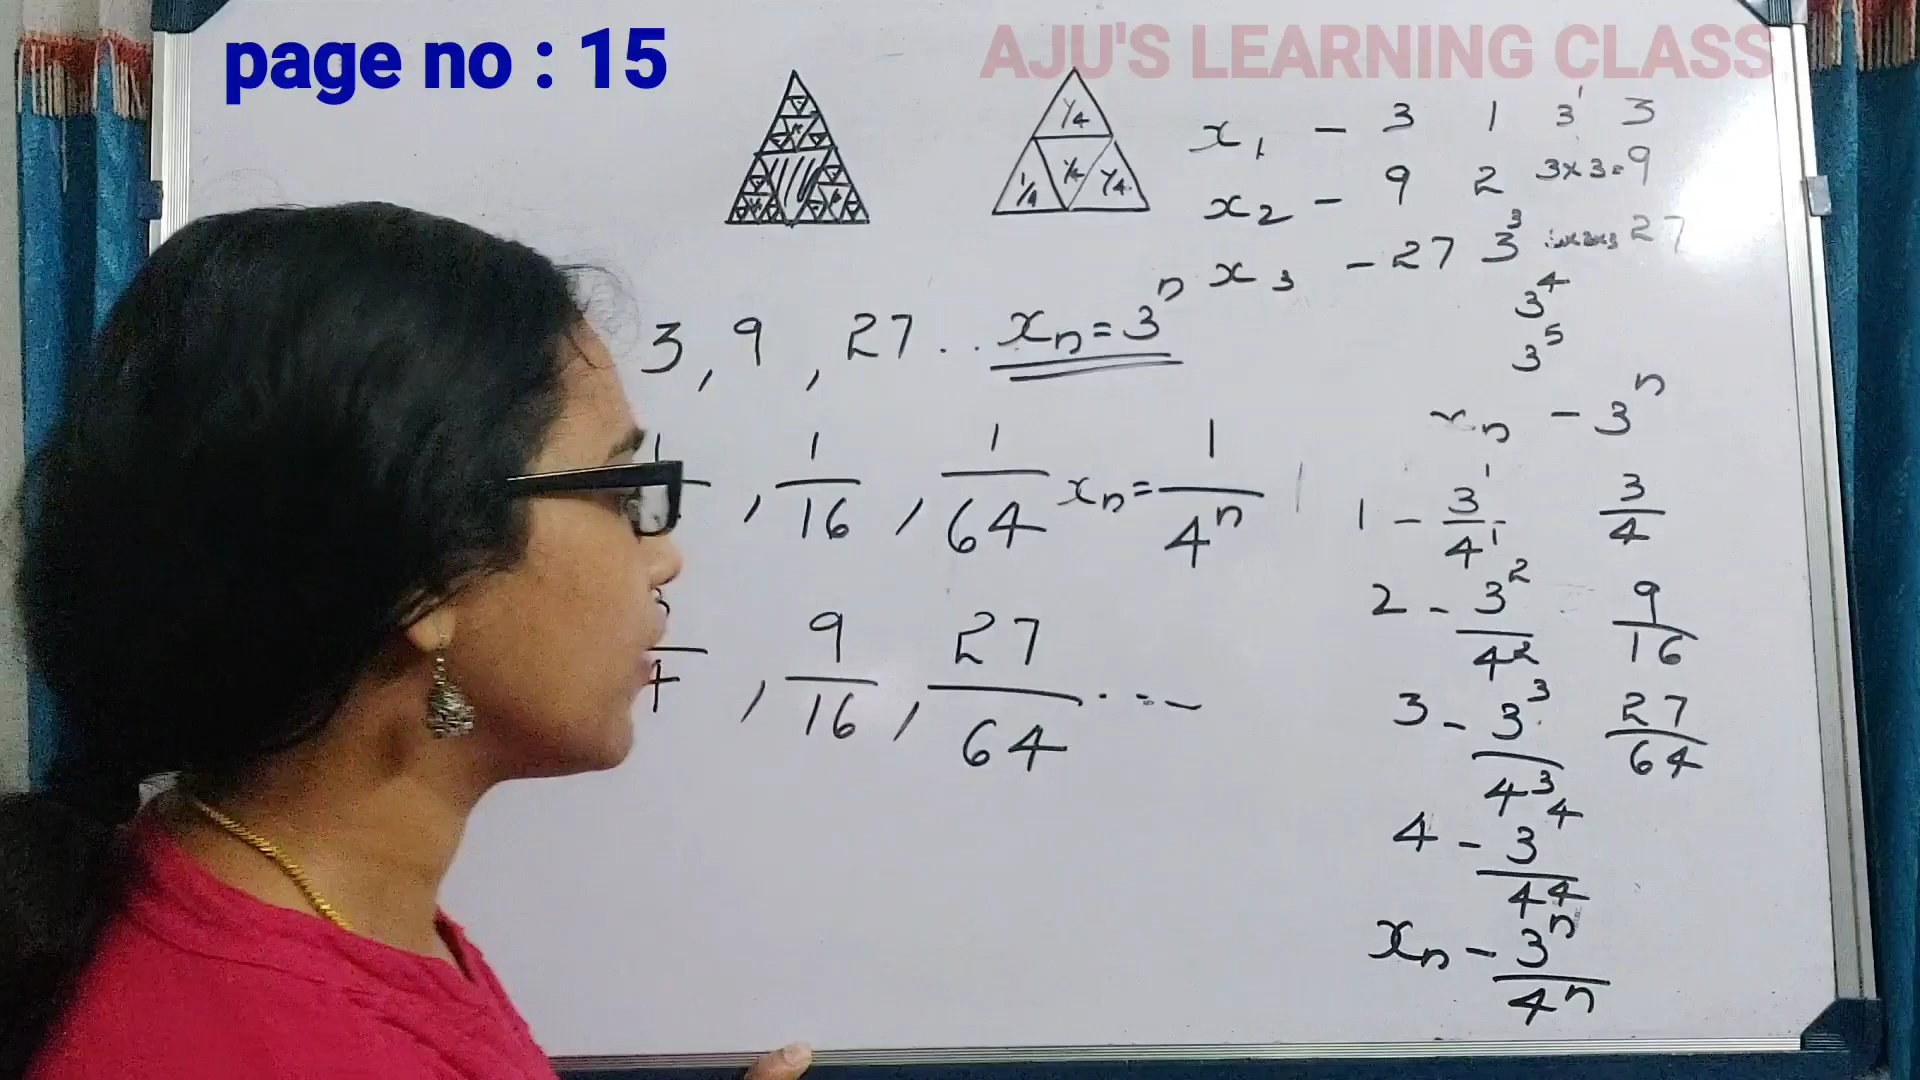 page no : 15
AJU'S LEARNING CLASS
1/4
1/4 1/4 1/4
x₁ - 3 1 3¹ 3
x₂ - 9 2 3x3=9
x₃ - 27 3³ 27
3⁴
3⁵
3, 9, 27 .. xₙ = 3ⁿ
xₙ - 3ⁿ
, 1/16, 1/64 xₙ = 1/4ⁿ
, 9/16, 27/64 ...
1 - 3¹/4¹ 3/4
2 - 3²/4² 9/16
3 - 3³/4³ 27/64
4 - 3⁴/4⁴
xₙ - 3ⁿ/4ⁿ